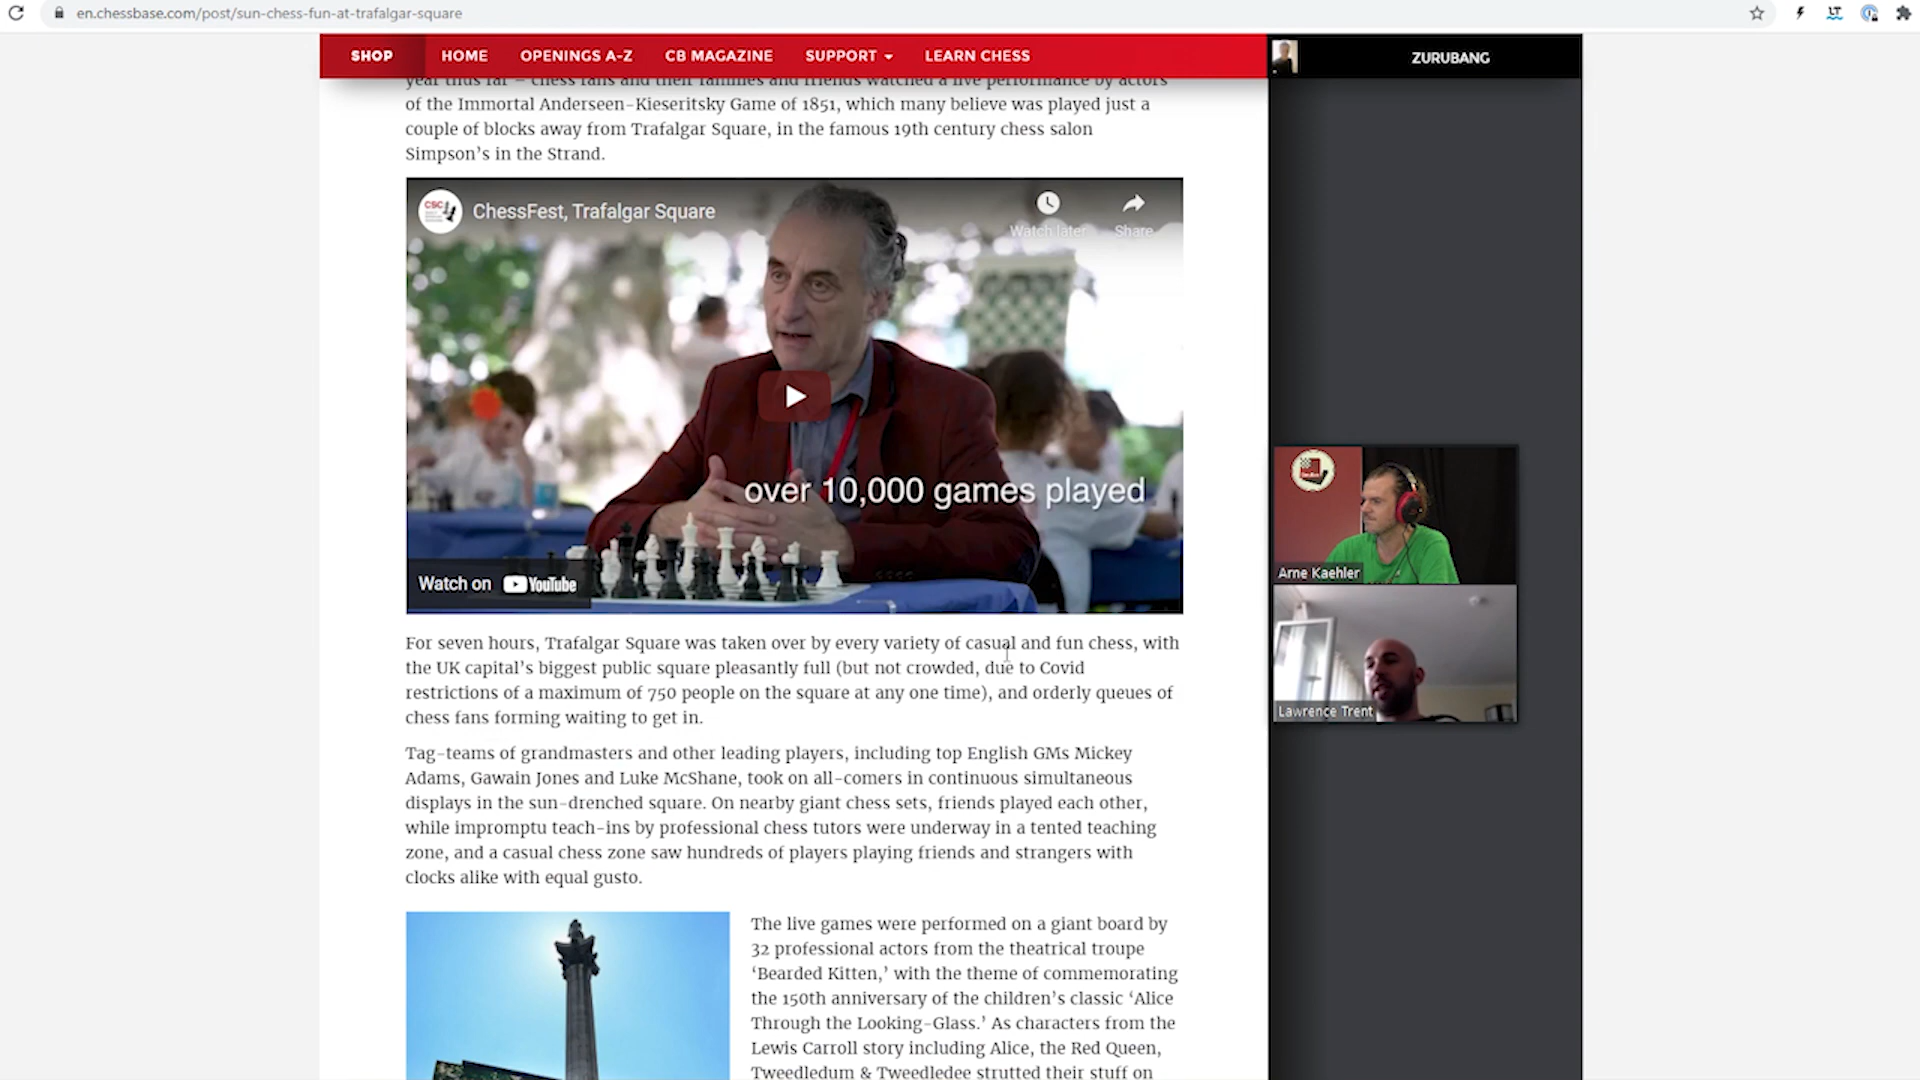 en.chessbase.com/post/sun-chess-fun-at-trafalgar-square
SHOP HOME OPENINGS A-Z CB MAGAZINE SUPPORT LEARN CHESS
ZURUBANG
year thus far – chess fans and their families and friends watched a live performance by actors
of the Immortal Anderseen-Kieseritsky Game of 1851, which many believe was played just a
couple of blocks away from Trafalgar Square, in the famous 19th century chess salon
Simpson's in the Strand.
CSC
ChessFest, Trafalgar Square
Watch later
Share
over 10,000 games played
Watch on YouTube
Arne Kaehler
Lawrence Trent
For seven hours, Trafalgar Square was taken over by every variety of casual and fun chess, with
the UK capital's biggest public square pleasantly full (but not crowded, due to Covid
restrictions of a maximum of 750 people on the square at any one time), and orderly queues of
chess fans forming waiting to get in.
Tag-teams of grandmasters and other leading players, including top English GMs Mickey
Adams, Gawain Jones and Luke McShane, took on all-comers in continuous simultaneous
displays in the sun-drenched square. On nearby giant chess sets, friends played each other,
while impromptu teach-ins by professional chess tutors were underway in a tented teaching
zone, and a casual chess zone saw hundreds of players playing friends and strangers with
clocks alike with equal gusto.
The live games were performed on a giant board by
32 professional actors from the theatrical troupe
'Bearded Kitten,' with the theme of commemorating
the 150th anniversary of the children's classic 'Alice
Through the Looking-Glass.' As characters from the
Lewis Carroll story including Alice, the Red Queen,
Tweedledum & Tweedledee strutted their stuff on